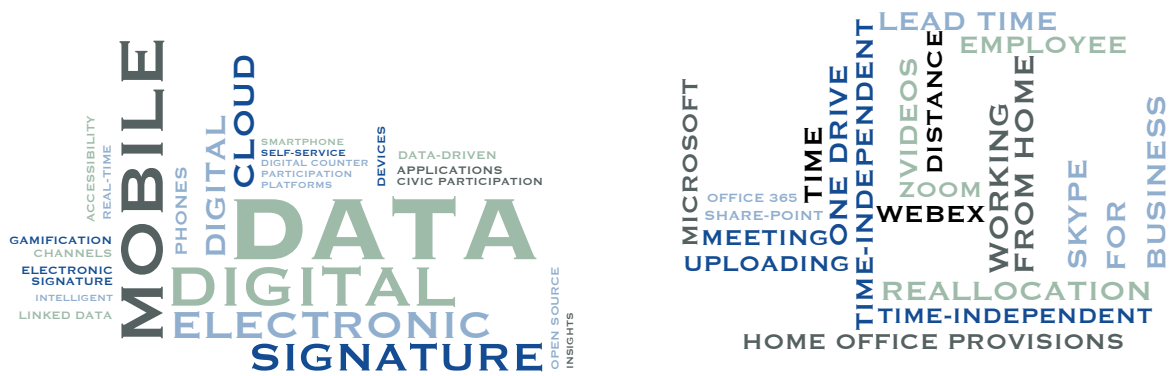 MOBILE
ACCESSIBILITY
REAL-TIME
PHONES
DIGITAL
CLOUD
SMARTPHONE
SELF-SERVICE
DIGITAL COUNTER
PARTICIPATION
PLATFORMS
DEVICES
DATA-DRIVEN
APPLICATIONS
CIVIC PARTICIPATION
DATA
GAMIFICATION
CHANNELS
ELECTRONIC
SIGNATURE
INTELLIGENT
LINKED DATA
DIGITAL
ELECTRONIC
SIGNATURE
OPEN SOURCE
INSIGHTS
LEAD TIME
EMPLOYEE
MICROSOFT
TIME
ONE DRIVE
TIME-INDEPENDENT
VIDEOS
DISTANCE
WORKING
FROM HOME
SKYPE
FOR
BUSINESS
OFFICE 365
SHARE-POINT
MEETING
UPLOADING
ZOOM
WEBEX
REALLOCATION
TIME-INDEPENDENT
HOME OFFICE PROVISIONS